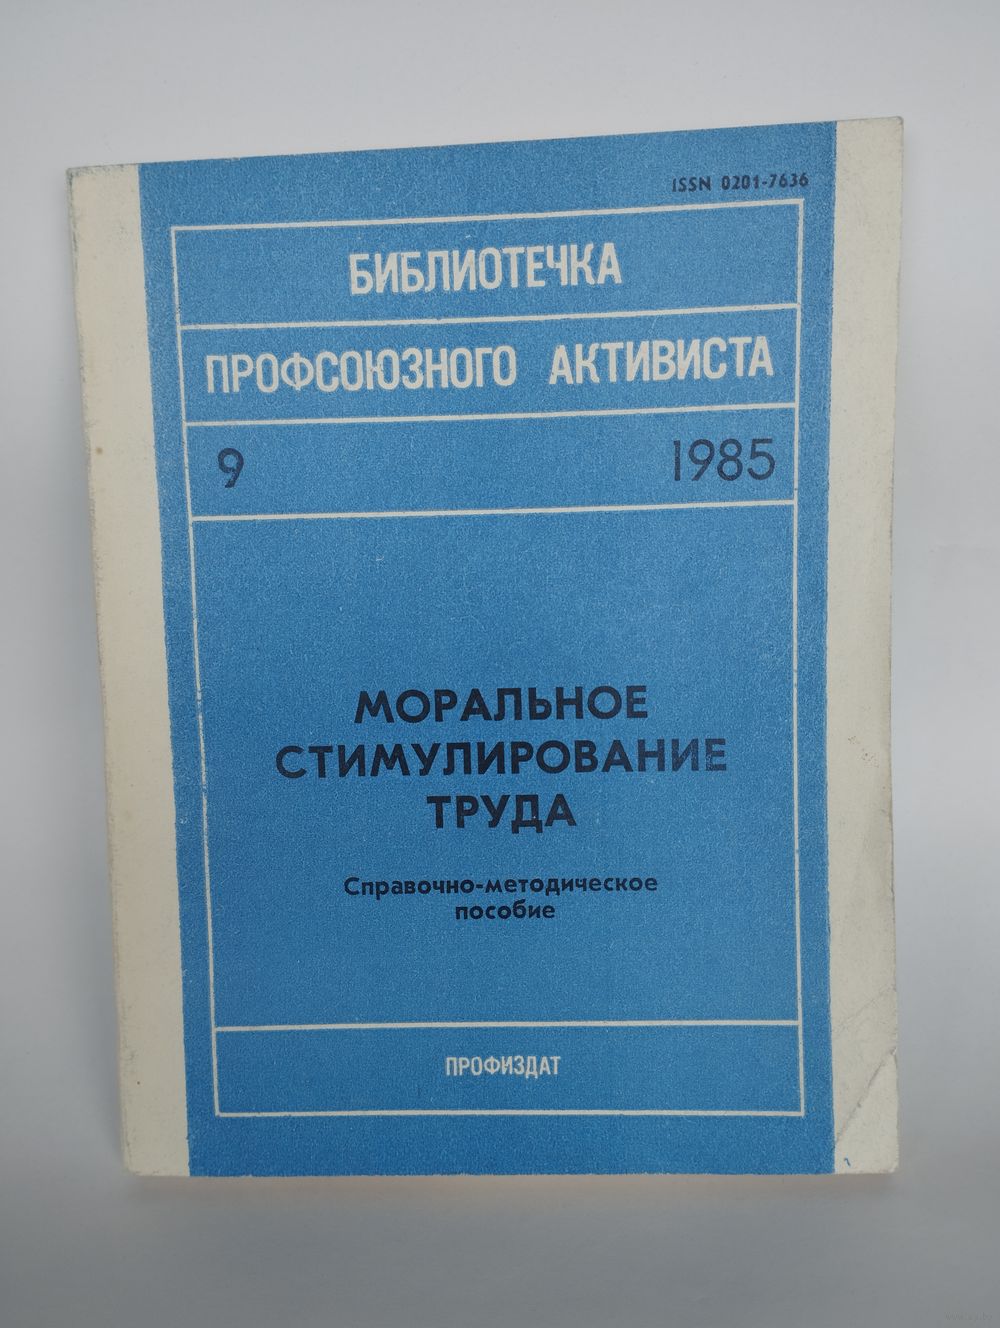 ISSN 0201-7636
БИБЛИОТЕЧКА
ПРОФСОЮЗНОГО АКТИВИСТА
9 1985
МОРАЛЬНОЕ
СТИМУЛИРОВАНИЕ
ТРУДА
Справочно-методическое
пособие
ПРОФИЗДАТ